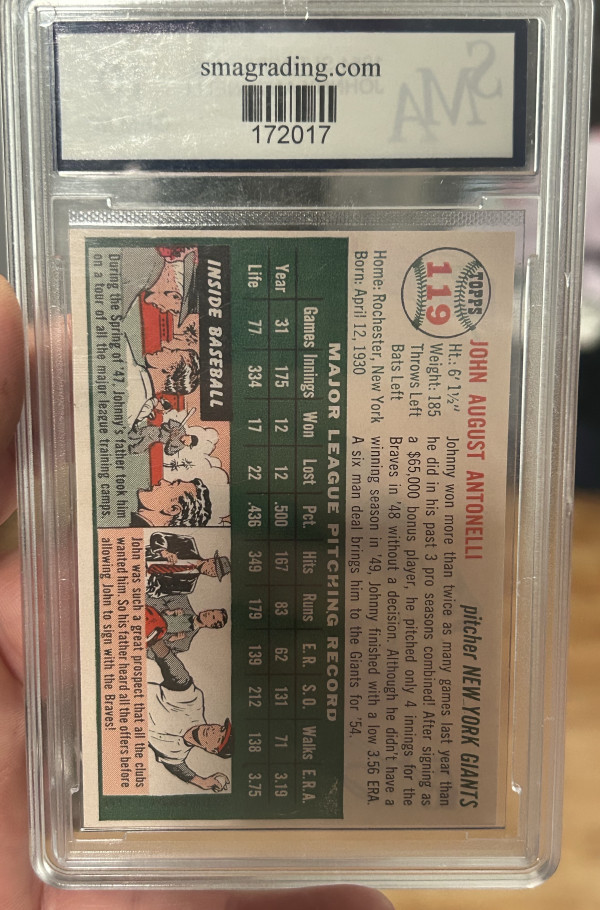 smagrading.com
172017
SMA
TOPPS
119
JOHN AUGUST ANTONELLI
pitcher NEW YORK GIANTS
Ht.: 6' 1½"
Weight: 185
Throws Left
Bats Left
Home: Rochester, New York
Born: April 12, 1930
Johnny won more than twice as many games last year than
he did in his past 3 pro seasons combined! After signing as
a $65,000 bonus player, he pitched only 4 innings for the
Braves in '48 without a decision. Although he didn't have a
winning season in '49, Johnny finished with a low 3.56 ERA.
A six man deal brings him to the Giants for '54.
MAJOR LEAGUE PITCHING RECORD
Games Innings Won Lost Pct. Hits Runs E.R. S.O. Walks E.R.A.
Year 31 175 12 12 .500 167 83 62 131 71 3.19
Life 77 334 17 22 .436 349 179 139 212 138 3.75
INSIDE BASEBALL
During the Spring of '47, Johnny's father took him
on a tour of all the major league training camps.
John was such a great prospect that all the clubs
wanted him. So his father heard all the offers before
allowing John to sign with the Braves!